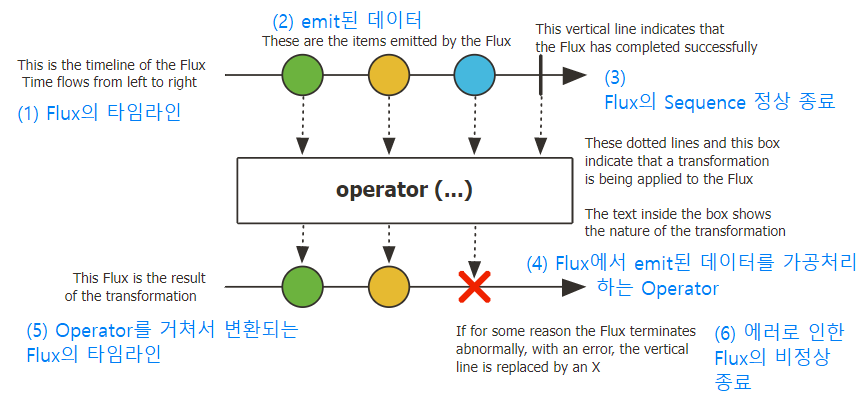 (2) emit된 데이터
These are the items emitted by the Flux
This vertical line indicates that
the Flux has completed successfully
This is the timeline of the Flux
Time flows from left to right
(1) Flux의 타임라인
(3)
Flux의 Sequence 정상 종료
These dotted lines and this box
indicate that a transformation
is being applied to the Flux
operator (...)
The text inside the box shows
the nature of the transformation
(4) Flux에서 emit된 데이터를 가공처리
하는 Operator
This Flux is the result
of the transformation
(5) Operator를 거쳐서 변환되는
Flux의 타임라인
If for some reason the Flux terminates
abnormally, with an error, the vertical
line is replaced by an X
(6) 에러로 인한
Flux의 비정상
종료